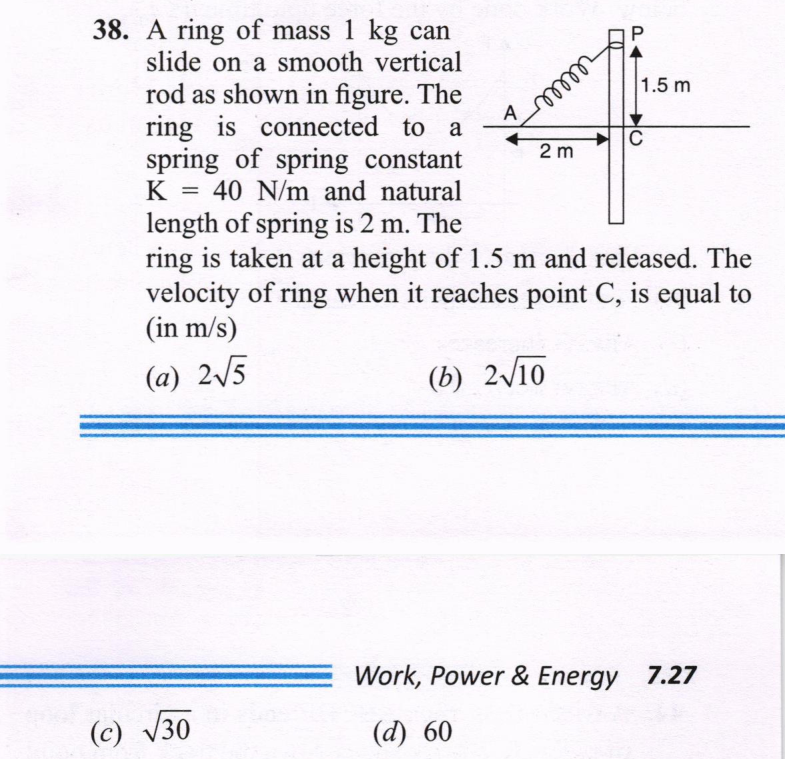 38. A ring of mass 1 kg can
slide on a smooth vertical
rod as shown in figure. The
ring is connected to a
spring of spring constant
K = 40 N/m and natural
length of spring is 2 m. The
ring is taken at a height of 1.5 m and released. The
velocity of ring when it reaches point C, is equal to
(in m/s)
P
1.5 m
A
C
2 m
(a) 2√5 (b) 2√10
Work, Power & Energy 7.27
(c) √30 (d) 60